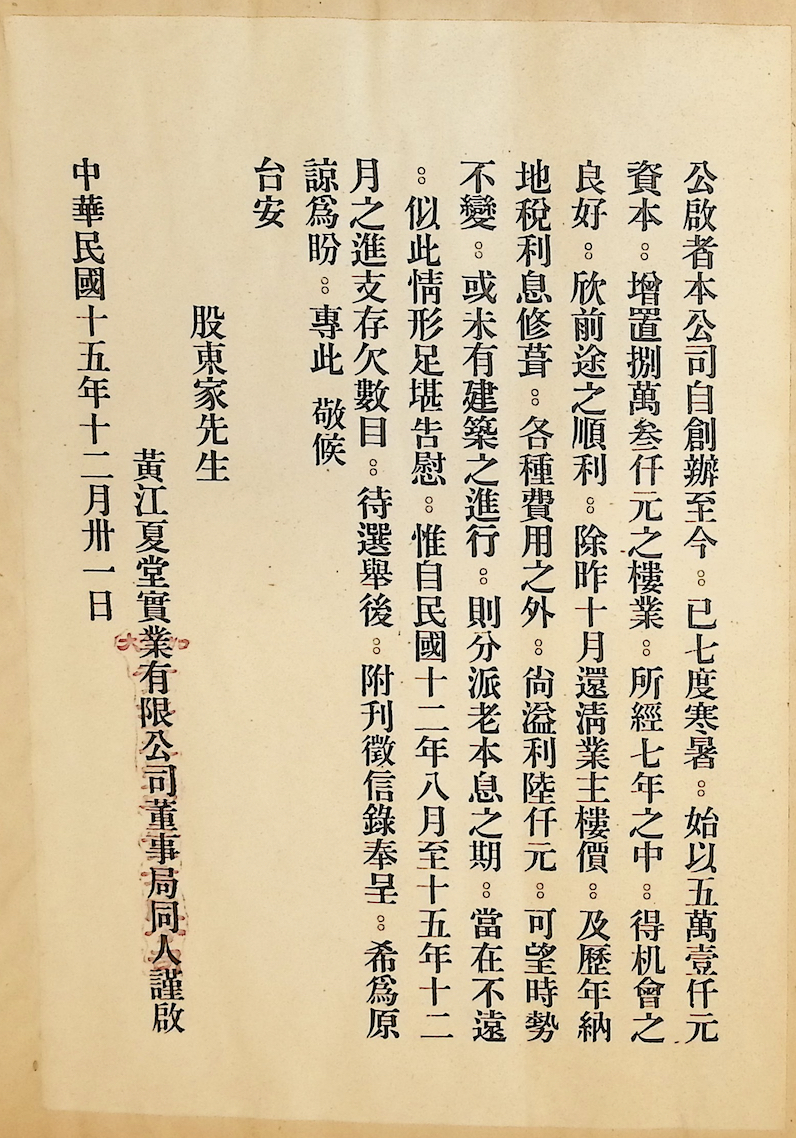 公啟者本公司自創辦至今。。已七度寒暑。。始以五萬壹仟元
資本。。增置捌萬叁仟元之樓業。。所經七年之中。。得机會之
良好。。欣前途之順利。。除昨十月還清業主樓價。。及歷年納
地稅利息修葺。。各種費用之外。。尙溢利陸仟元。。可望時勢
不變。。或未有建築之進行。。則分派老本息之期。。當在不遠
。。似此情形足堪告慰。。惟自民國十二年八月至十五年十二
月之進支存欠數目。。待選舉後。。附刊徵信錄奉呈。。希爲原
諒爲盼。。專此 敬候
台安
股東家先生
黃江夏堂實業有限公司董事局同人謹啟
中華民國十五年十二月卅一日